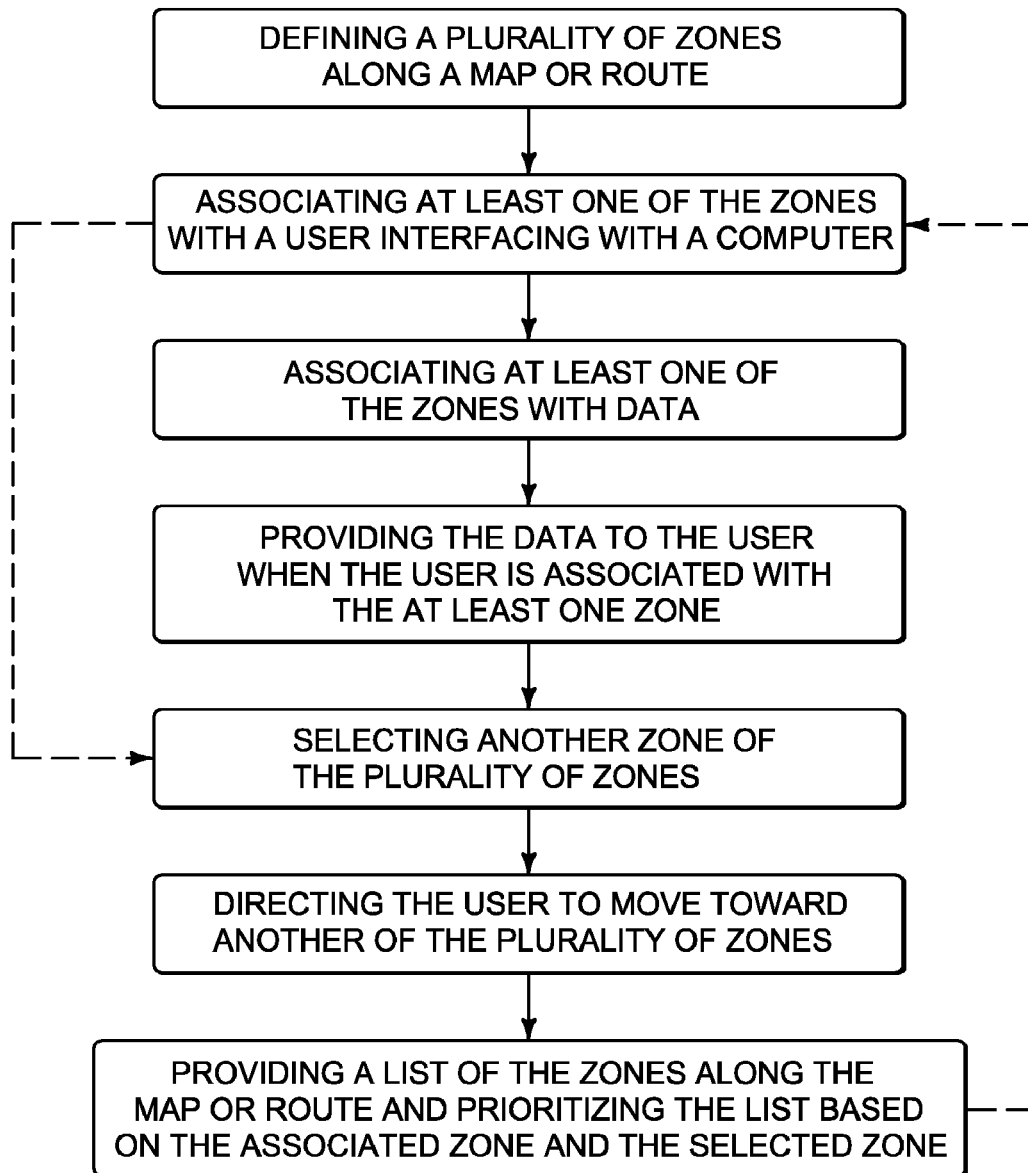 DEFINING A PLURALITY OF ZONES
ALONG A MAP OR ROUTE
ASSOCIATING AT LEAST ONE OF THE ZONES
WITH A USER INTERFACING WITH A COMPUTER
ASSOCIATING AT LEAST ONE OF
THE ZONES WITH DATA
PROVIDING THE DATA TO THE USER
WHEN THE USER IS ASSOCIATED WITH
THE AT LEAST ONE ZONE
SELECTING ANOTHER ZONE OF
THE PLURALITY OF ZONES
DIRECTING THE USER TO MOVE TOWARD
ANOTHER OF THE PLURALITY OF ZONES
PROVIDING A LIST OF THE ZONES ALONG THE
MAP OR ROUTE AND PRIORITIZING THE LIST BASED
ON THE ASSOCIATED ZONE AND THE SELECTED ZONE